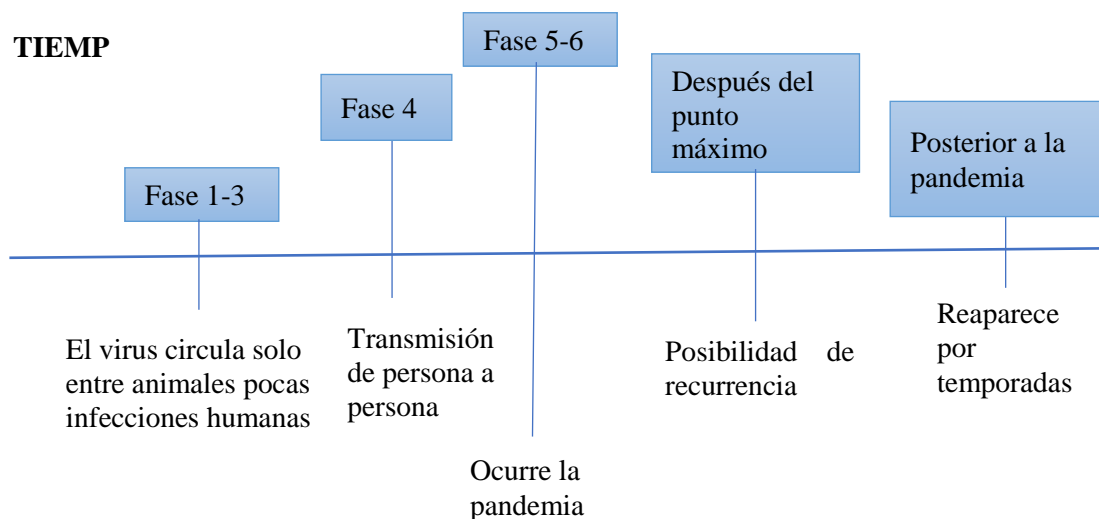 TIEMP
Fase 1-3
Fase 4
Fase 5-6
Después del
punto
máximo
Posterior a la
pandemia
El virus circula solo
entre animales pocas
infecciones humanas
Transmisión
de persona a
persona
Ocurre la
pandemia
Posibilidad de
recurrencia
Reaparece
por
temporadas